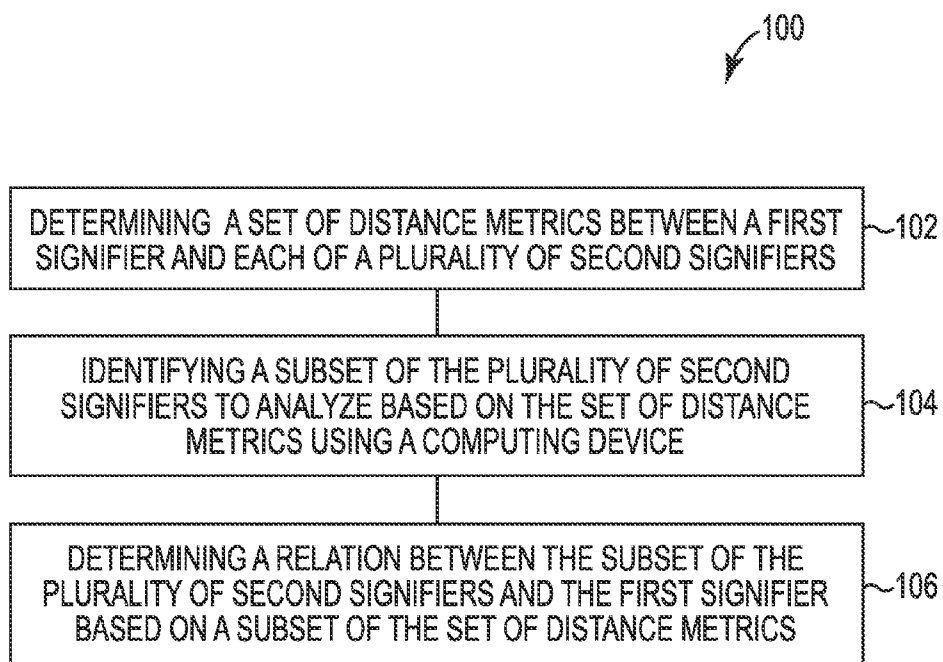 100
DETERMINING A SET OF DISTANCE METRICS BETWEEN A FIRST
SIGNIFIER AND EACH OF A PLURALITY OF SECOND SIGNIFIERS
102
IDENTIFYING A SUBSET OF THE PLURALITY OF SECOND
SIGNIFIERS TO ANALYZE BASED ON THE SET OF DISTANCE
METRICS USING A COMPUTING DEVICE
104
DETERMINING A RELATION BETWEEN THE SUBSET OF THE
PLURALITY OF SECOND SIGNIFIERS AND THE FIRST SIGNIFIER
BASED ON A SUBSET OF THE SET OF DISTANCE METRICS
106